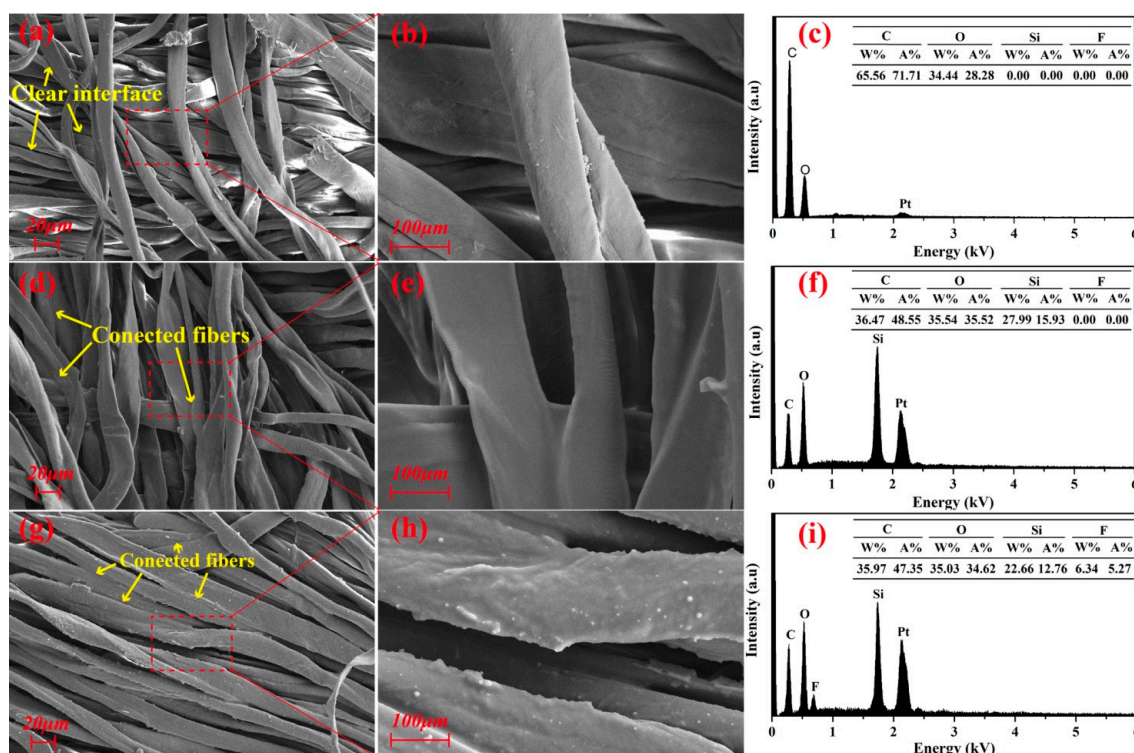 (a)
Clear interface
20µm
(b)
100µm
(c)
C O Si F
W% A% W% A% W% A% W% A%
65.56 71.71 34.44 28.28 0.00 0.00 0.00 0.00
C
O
Pt
Intensity (a.u)
0 1 2 3 4 5 6
Energy (kV)
(d)
Conected fibers
20µm
(e)
100µm
(f)
C O Si F
W% A% W% A% W% A% W% A%
36.47 48.55 35.54 35.52 27.99 15.93 0.00 0.00
Si
O
Pt
C
Intensity (a.u)
0 1 2 3 4 5 6
Energy (kV)
(g)
Conected fibers
20µm
(h)
100µm
(i)
C O Si F
W% A% W% A% W% A% W% A%
35.97 47.35 35.03 34.62 22.66 12.76 6.34 5.27
Si
O
Pt
C
F
Intensity (a.u)
0 1 2 3 4 5 6
Energy (kV)